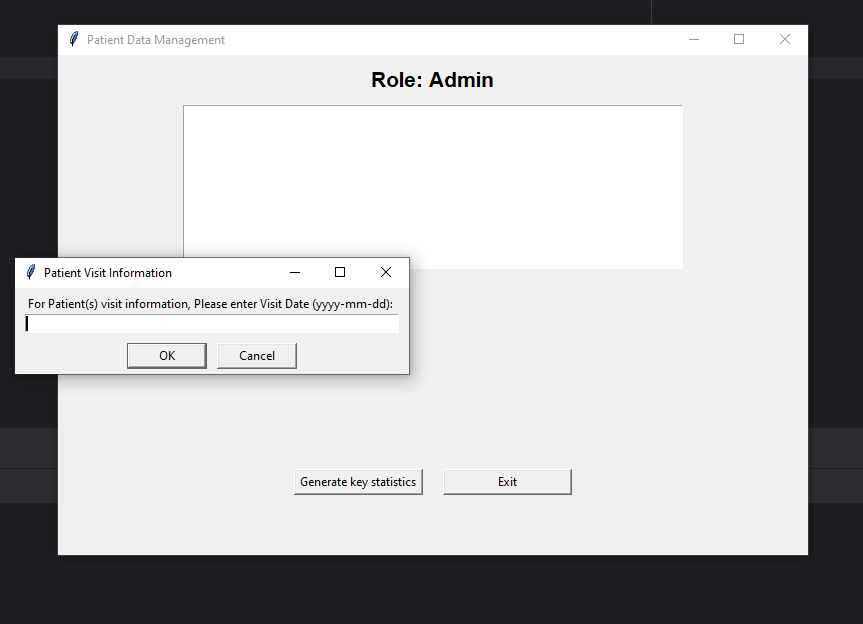 Patient Data Management
Role: Admin
Patient Visit Information
For Patient(s) visit information, Please enter Visit Date (yyyy-mm-dd):
OK
Cancel
Generate key statistics
Exit